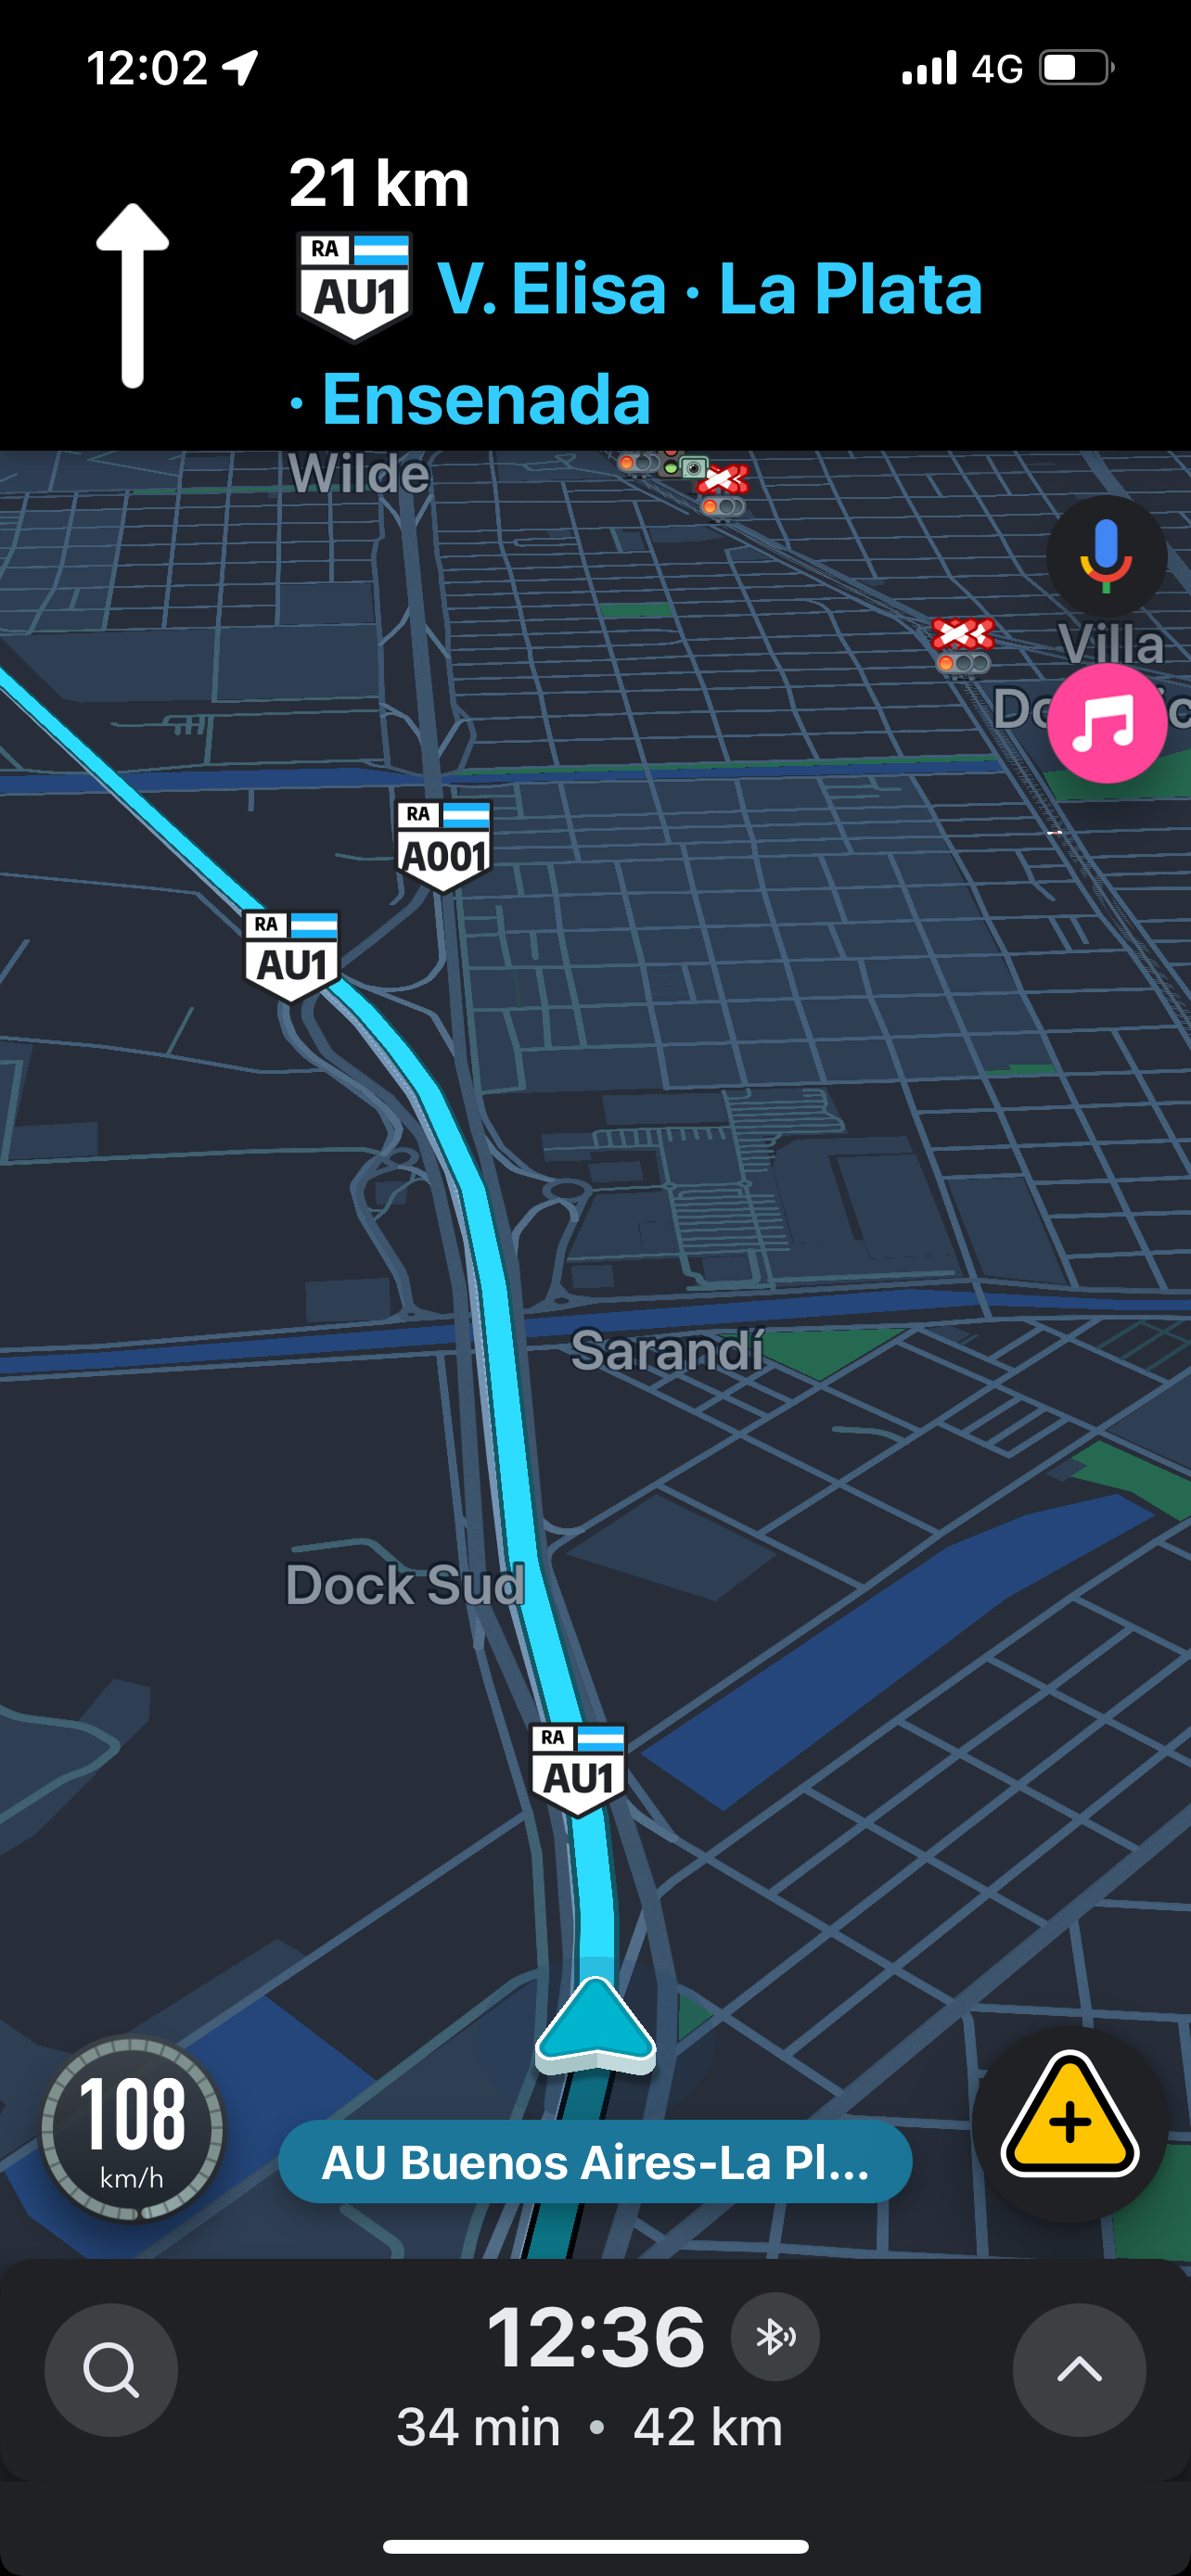 12:02
4G
21 km
RA
AU1
V. Elisa · La Plata
· Ensenada
Wilde
Villa
RA
A001
RA
AU1
Sarandí
Dock Sud
RA
AU1
108
km/h
AU Buenos Aires-La Pl...
12:36
34 min • 42 km